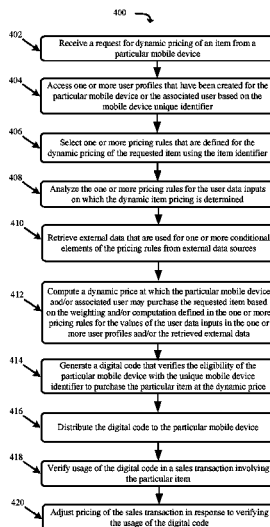 400
402
Receive a request for dynamic pricing of an item from a
particular mobile device
404
Access one or more user profiles that have been created for the
particular mobile device or the associated user based on the
mobile device unique identifier
406
Select one or more pricing rules that are defined for the
dynamic pricing of the requested item using the item identifier
408
Analyze the one or more pricing rules for the user data inputs
on which the dynamic item pricing is determined
410
Retrieve external data that are used for one or more conditional
elements of the pricing rules from external data sources
412
Compute a dynamic price at which the particular mobile device
and/or associated user may purchase the requested item based
on the weighting and/or computation defined in the one or more
pricing rules for the values of the user data inputs in the one or
more user profiles and/or the retrieved external data
414
Generate a digital code that verifies the eligibility of the
particular mobile device with the unique mobile device
identifier to purchase the particular item at the dynamic price
416
Distribute the digital code to the particular mobile device
418
Verify usage of the digital code in a sales transaction involving
the particular item
420
Adjust pricing of the sales transaction in response to verifying
the usage of the digital code